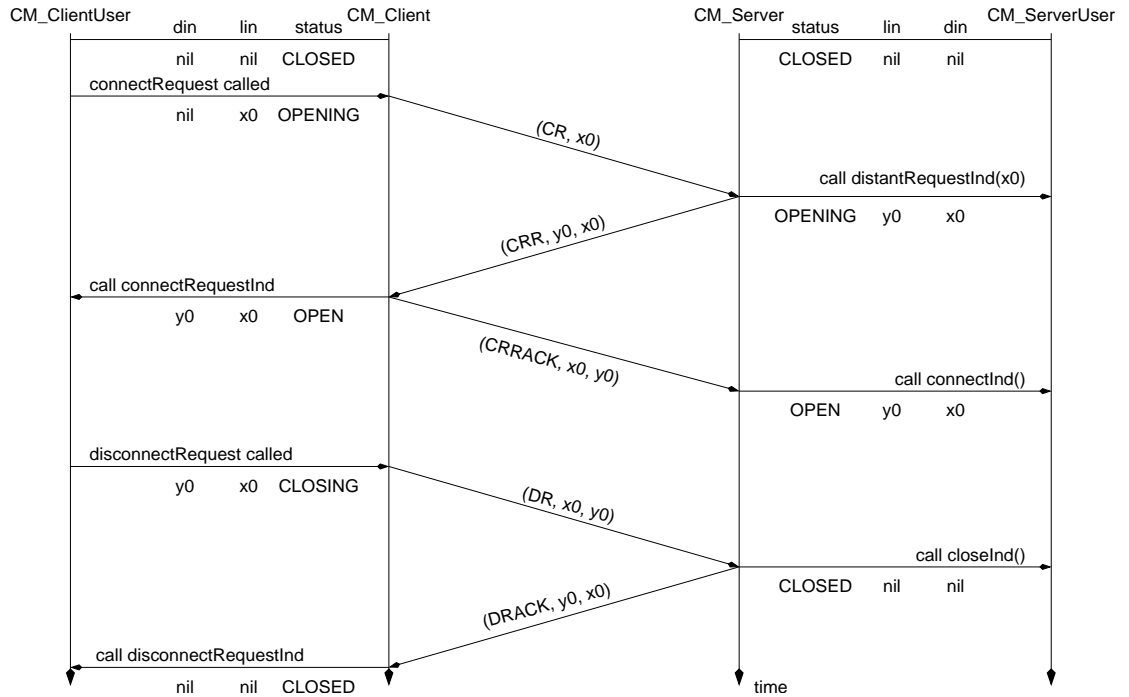 CM_ClientUser CM_Client CM_Server CM_ServerUser
din lin status status lin din
nil nil CLOSED CLOSED nil nil
connectRequest called
nil x0 OPENING
(CR, x0)
call distantRequestInd(x0)
OPENING y0 x0
(CRR, y0, x0)
call connectRequestInd
y0 x0 OPEN
(CRRACK, x0, y0)
call connectInd()
OPEN y0 x0
disconnectRequest called
y0 x0 CLOSING
(DR, x0, y0)
call closeInd()
CLOSED nil nil
(DRACK, y0, x0)
call disconnectRequestInd
nil nil CLOSED time